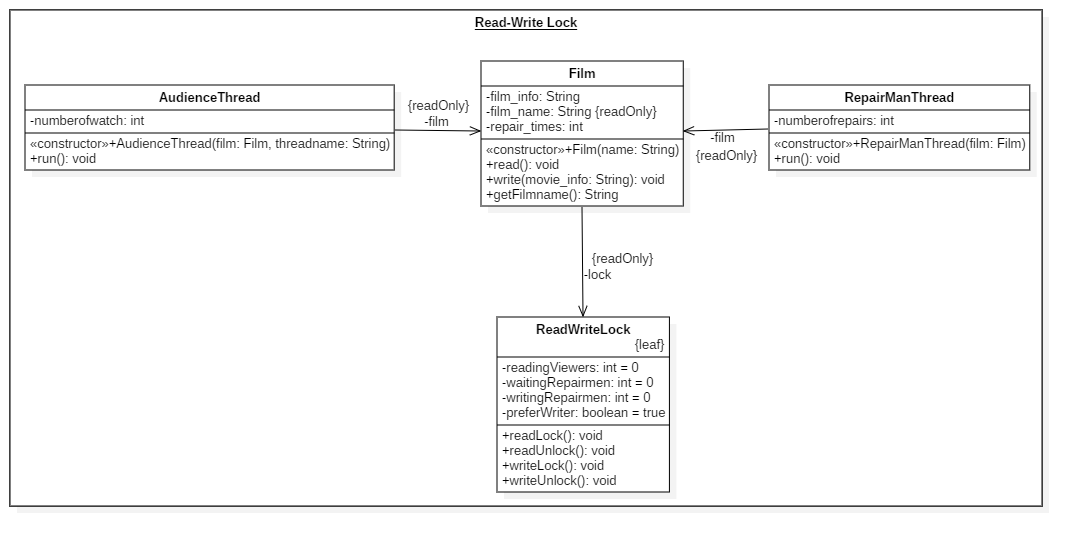 Read-Write Lock
AudienceThread
-numberofwatch: int
«constructor»+AudienceThread(film: Film, threadname: String)
+run(): void
{readOnly}
-film
Film
-film_info: String
-film_name: String {readOnly}
-repair_times: int
«constructor»+Film(name: String)
+read(): void
+write(movie_info: String): void
+getFilmname(): String
-film
{readOnly}
RepairManThread
-numberofrepairs: int
«constructor»+RepairManThread(film: Film)
+run(): void
{readOnly}
-lock
ReadWriteLock
{leaf}
-readingViewers: int = 0
-waitingRepairmen: int = 0
-writingRepairmen: int = 0
-preferWriter: boolean = true
+readLock(): void
+readUnlock(): void
+writeLock(): void
+writeUnlock(): void